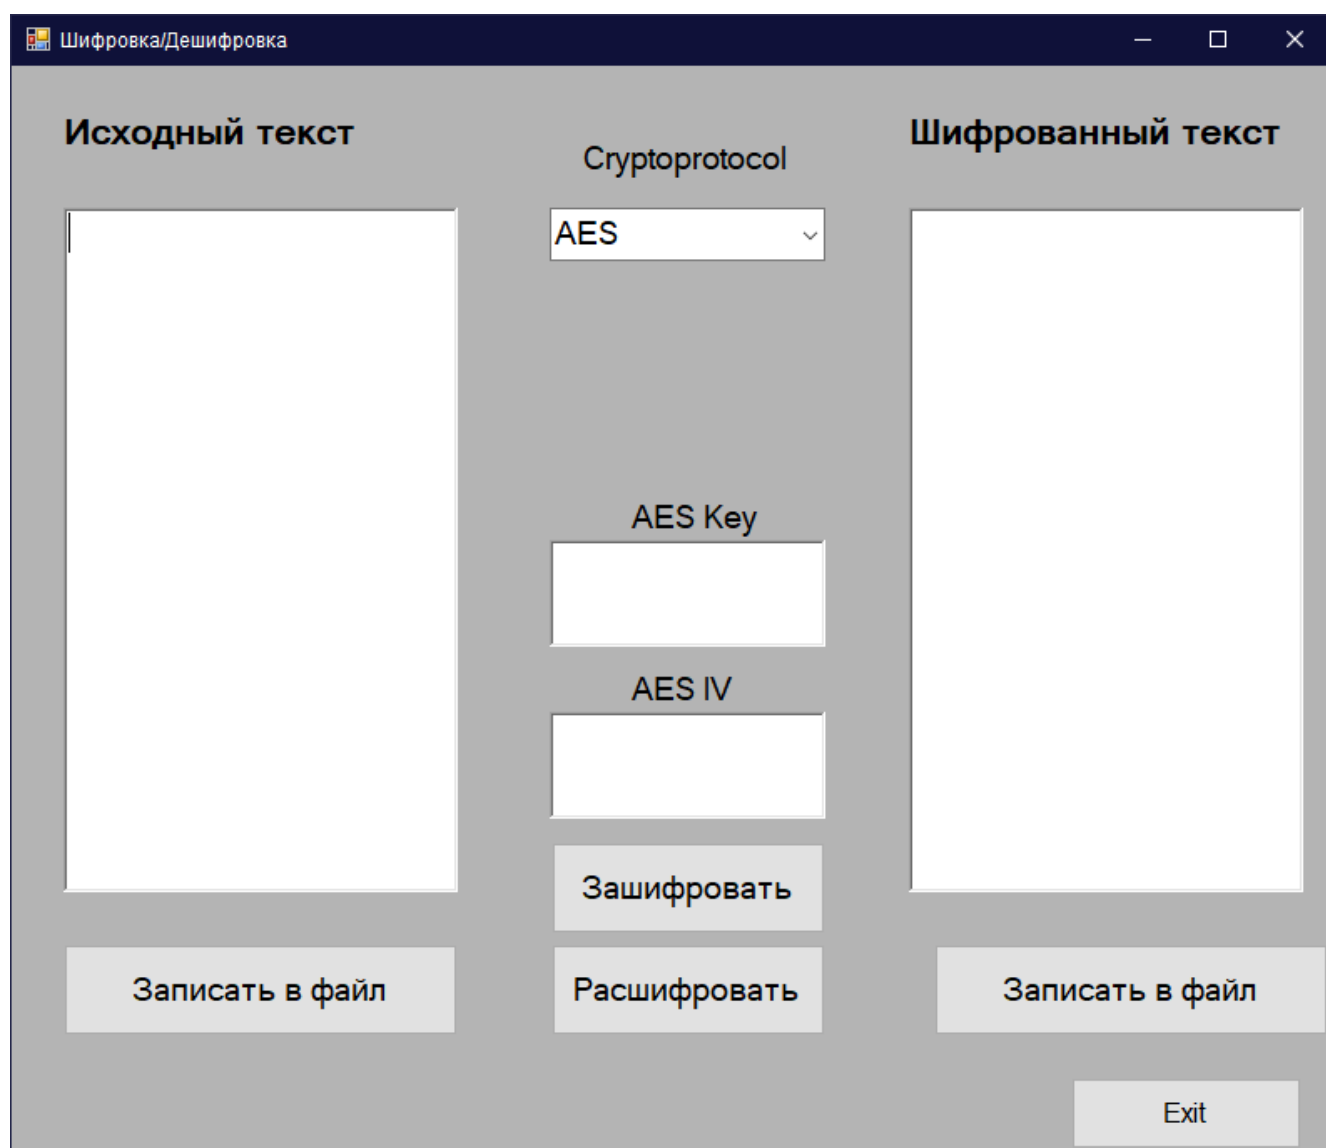 Шифровка/Дешифровка
Исходный текст
Cryptoprotocol
Шифрованный текст
AES
AES Key
AES IV
Зашифровать
Записать в файл
Расшифровать
Записать в файл
Exit